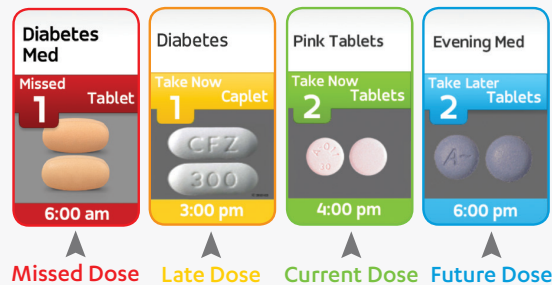 Diabetes
Med
Missed
1
Tablet
6:00 am
Missed Dose
Diabetes
Take Now
1
Caplet
CFZ
300
3:00 pm
Late Dose
Pink Tablets
Take Now
2
Tablets
10
4:00 pm
Current Dose
Evening Med
Take Later
2
Tablets
A
6:00 pm
Future Dose